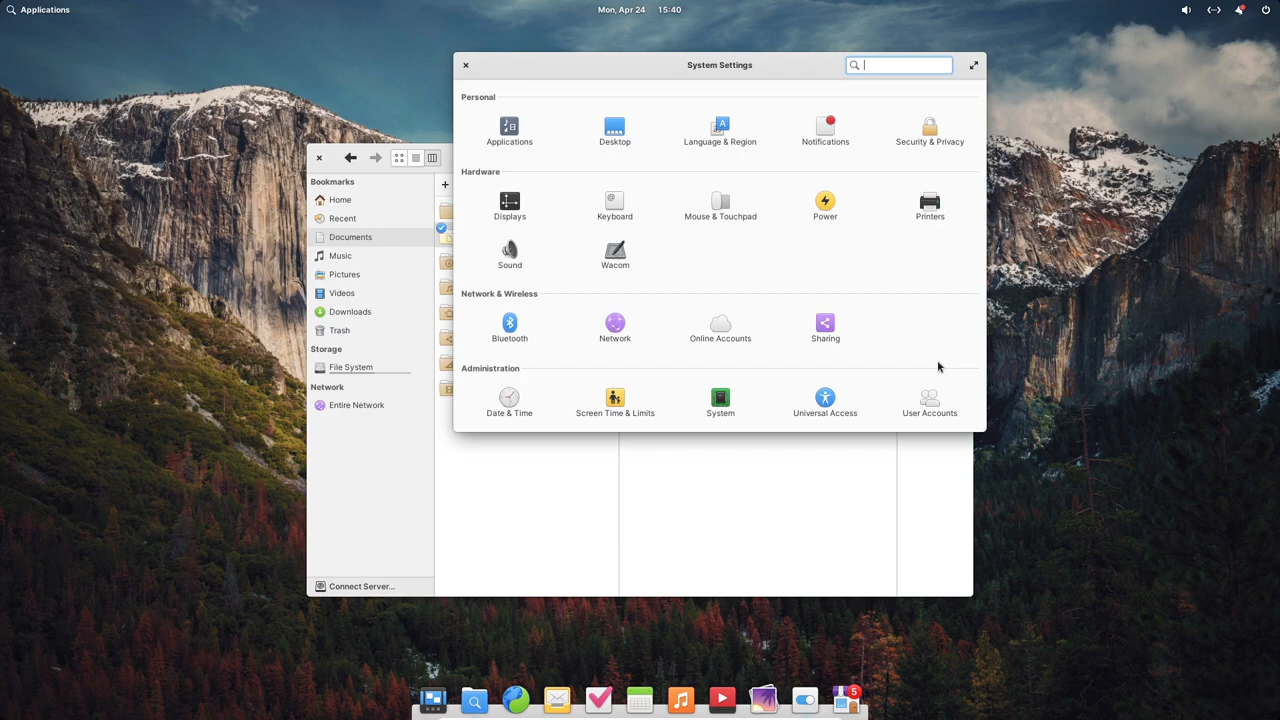 Applications
Mon, Apr 24 15:40
System Settings
Personal
Applications
Desktop
Language & Region
Notifications
Security & Privacy
Hardware
Displays
Keyboard
Mouse & Touchpad
Power
Printers
Sound
Wacom
Network & Wireless
Bluetooth
Network
Online Accounts
Sharing
Administration
Date & Time
Screen Time & Limits
System
Universal Access
User Accounts
Bookmarks
Home
Recent
Documents
Music
Pictures
Videos
Downloads
Trash
Storage
File System
Network
Entire Network
Connect Server...
5